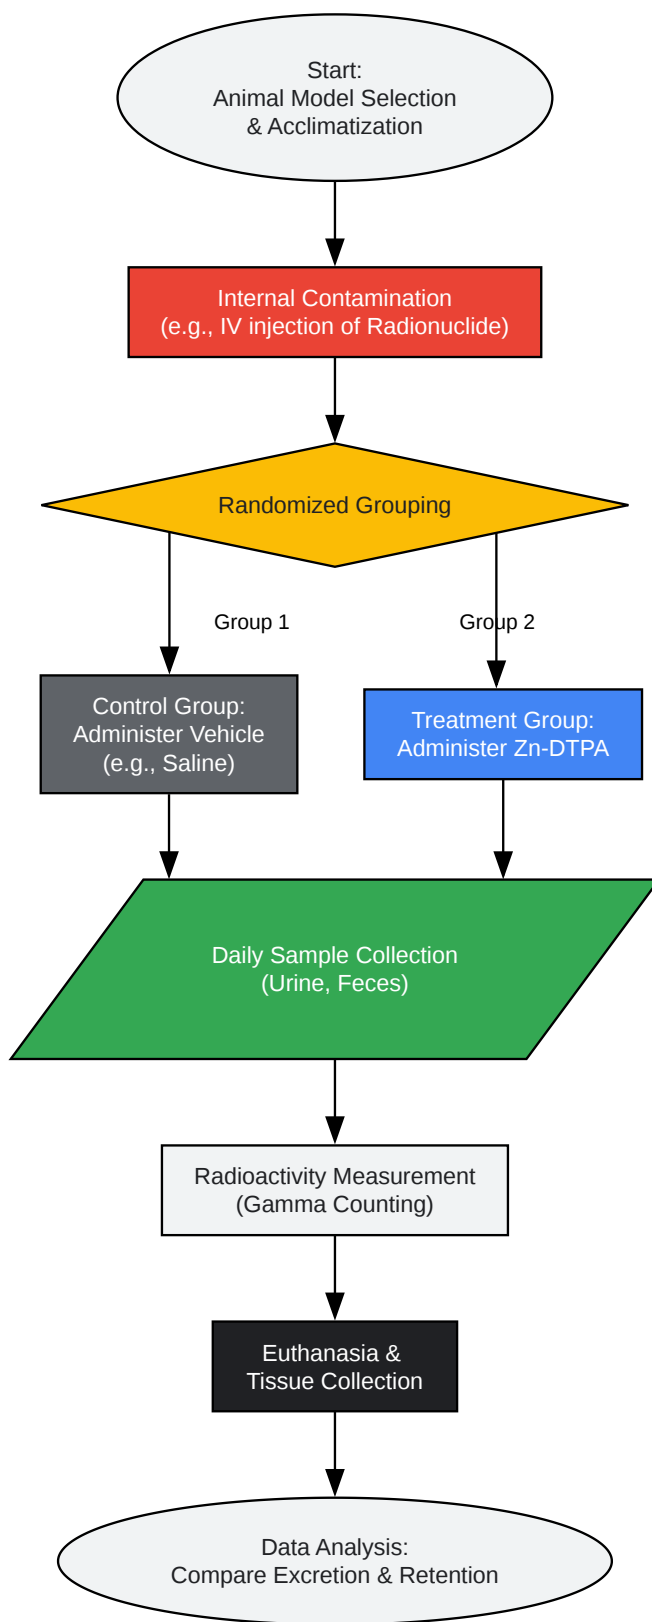 Start:
Animal Model Selection
& Acclimatization
Internal Contamination
(e.g., IV injection of Radionuclide)
Randomized Grouping
Group 1
Group 2
Control Group:
Administer Vehicle
(e.g., Saline)
Treatment Group:
Administer Zn-DTPA
Daily Sample Collection
(Urine, Feces)
Radioactivity Measurement
(Gamma Counting)
Euthanasia &
Tissue Collection
Data Analysis:
Compare Excretion & Retention